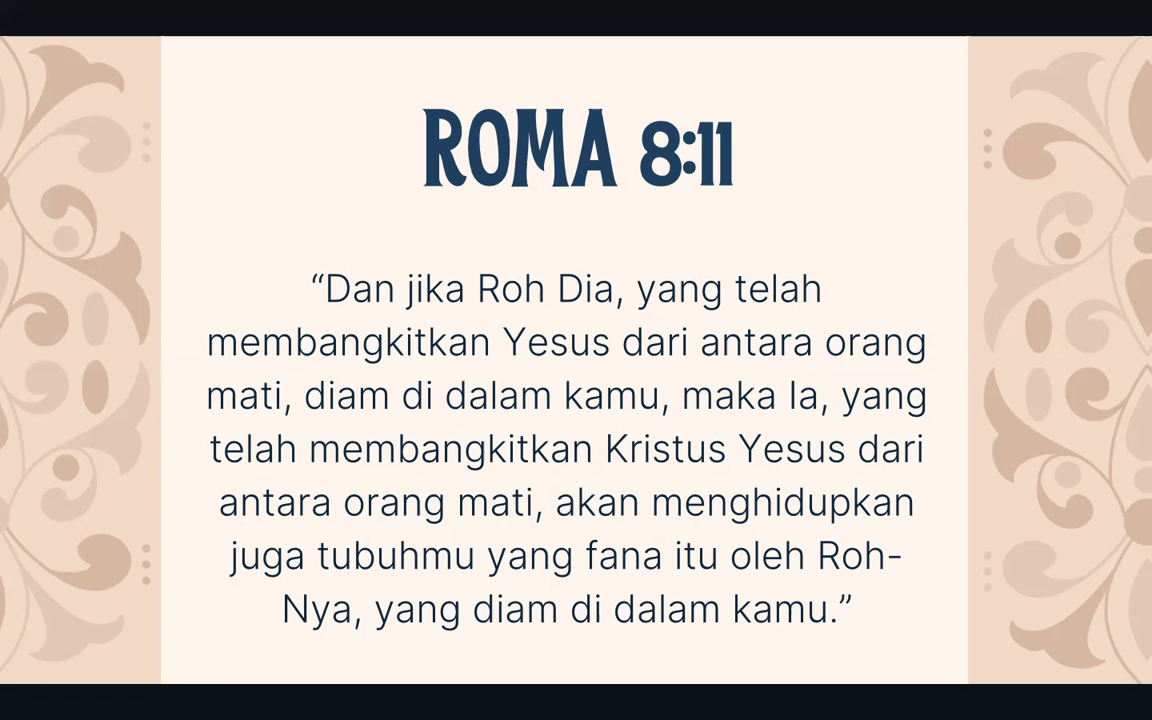 ROMA 8:11
“Dan jika Roh Dia, yang telah
membangkitkan Yesus dari antara orang
mati, diam di dalam kamu, maka Ia, yang
telah membangkitkan Kristus Yesus dari
antara orang mati, akan menghidupkan
juga tubuhmu yang fana itu oleh Roh-
Nya, yang diam di dalam kamu.”